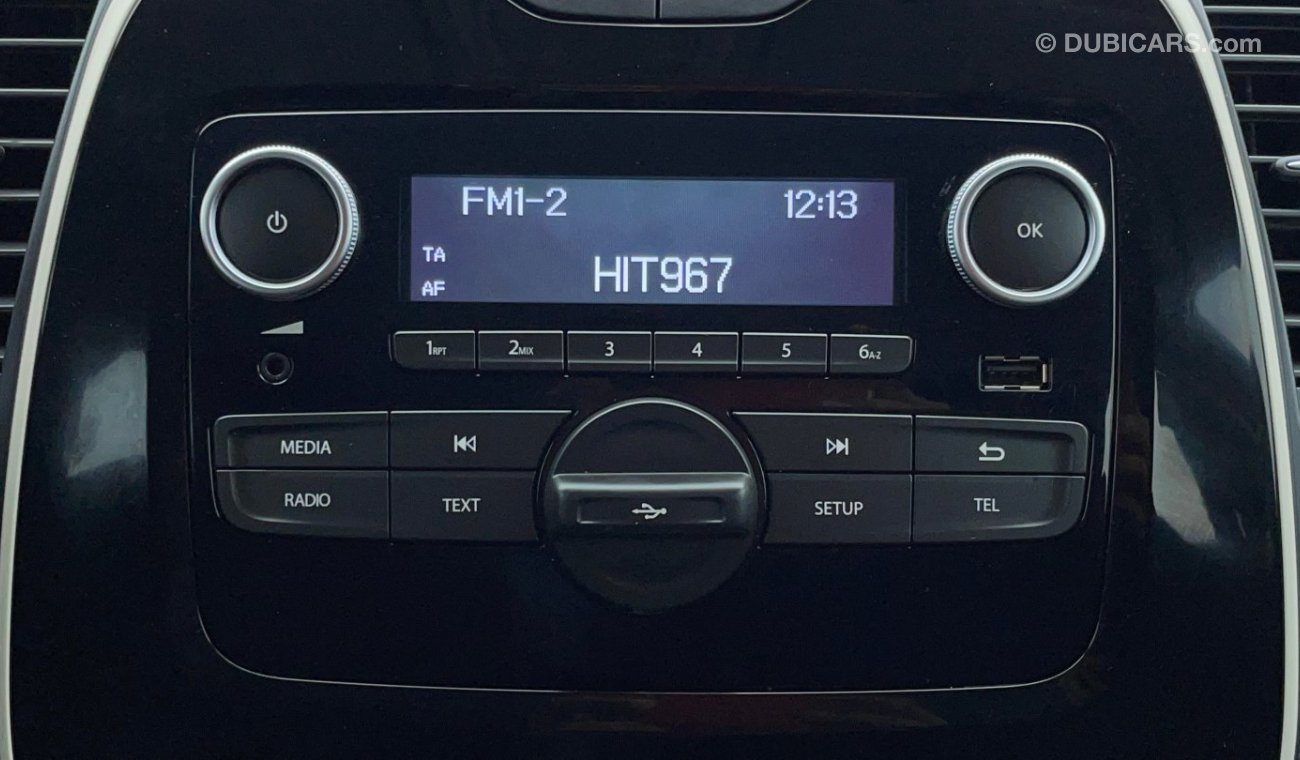 © DUBICARS.com
FM1-2 12:13
TA
HIT967
AF
OK
1RPT 2MIX 3 4 5 6A-Z
MEDIA
RADIO TEXT SETUP TEL